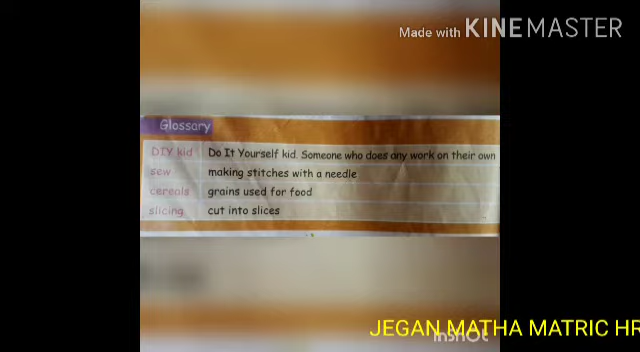 Made with KINEMASTER
Glossary
DIY kid Do It Yourself kid. Someone who does any work on their own
sew making stitches with a needle
cereals grains used for food
slicing cut into slices
JEGAN MATHA MATRIC HR
InShOt